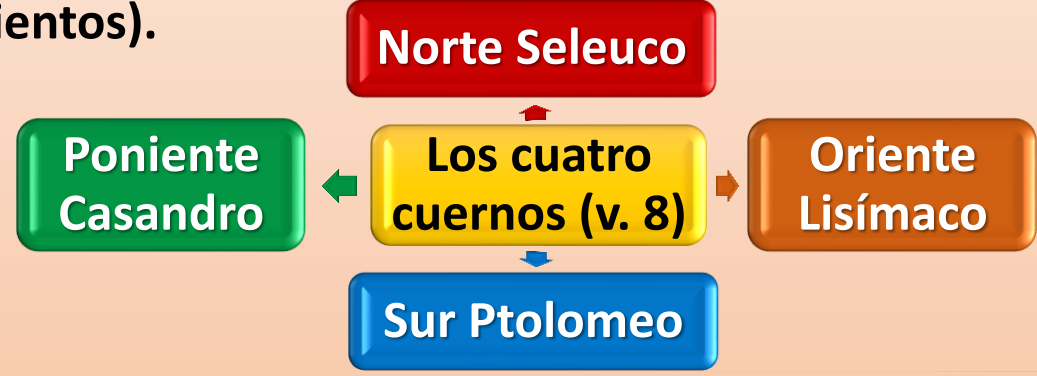 ientos).
Norte Seleuco
Poniente
Casandro
Los cuatro
cuernos (v. 8)
Oriente
Lisímaco
Sur Ptolomeo